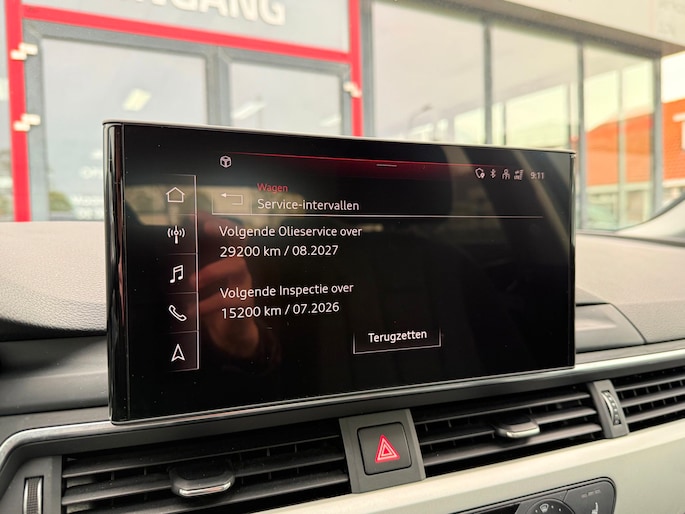 INGANG
9:11
Wagen
Service-intervallen
Volgende Olieservice over
29200 km / 08.2027
Volgende Inspectie over
15200 km / 07.2026
Terugzetten